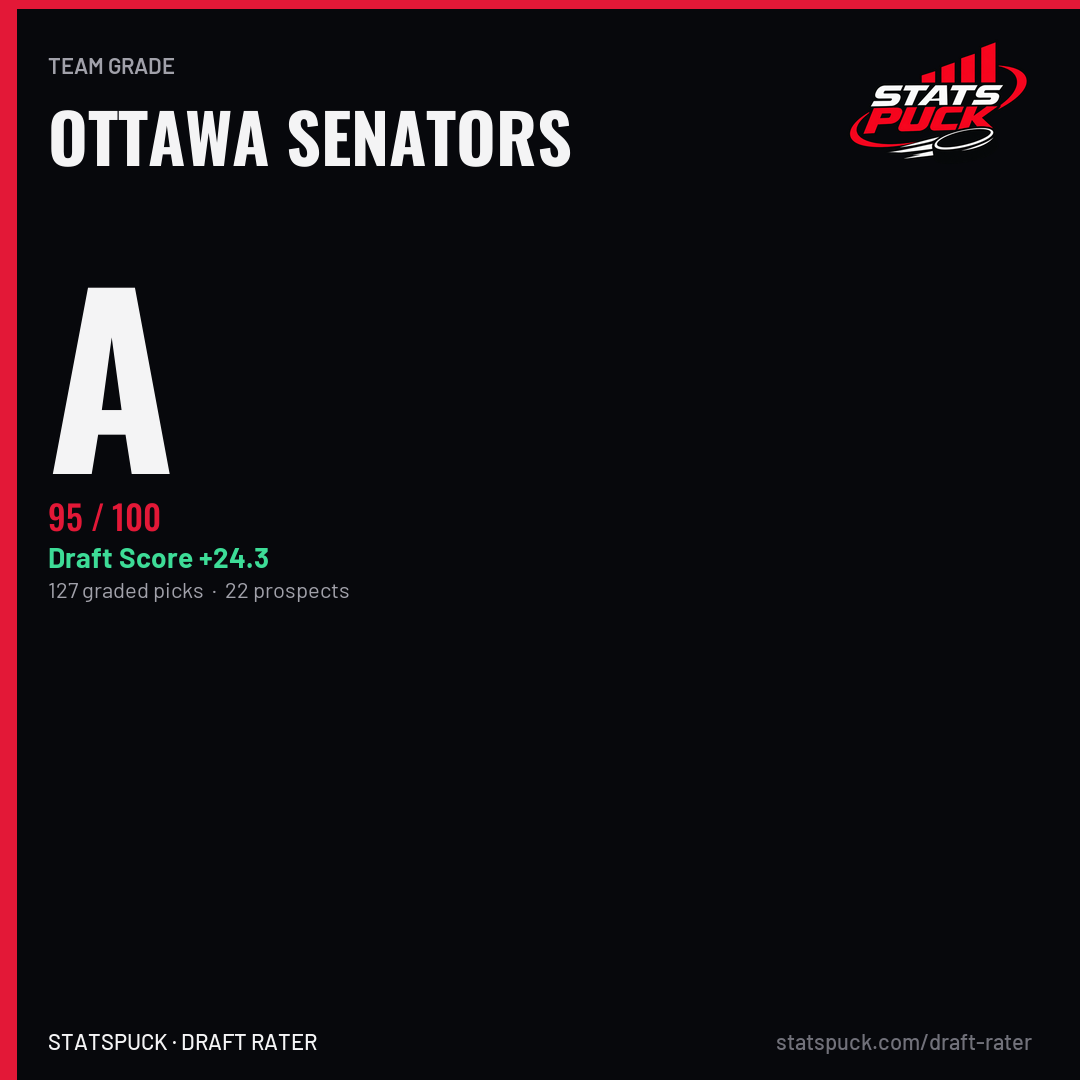 TEAM GRADE
OTTAWA SENATORS
STATS
PUCK
A
95 / 100
Draft Score +24.3
127 graded picks · 22 prospects
STATSPUCK · DRAFT RATER
statspuck.com/draft-rater